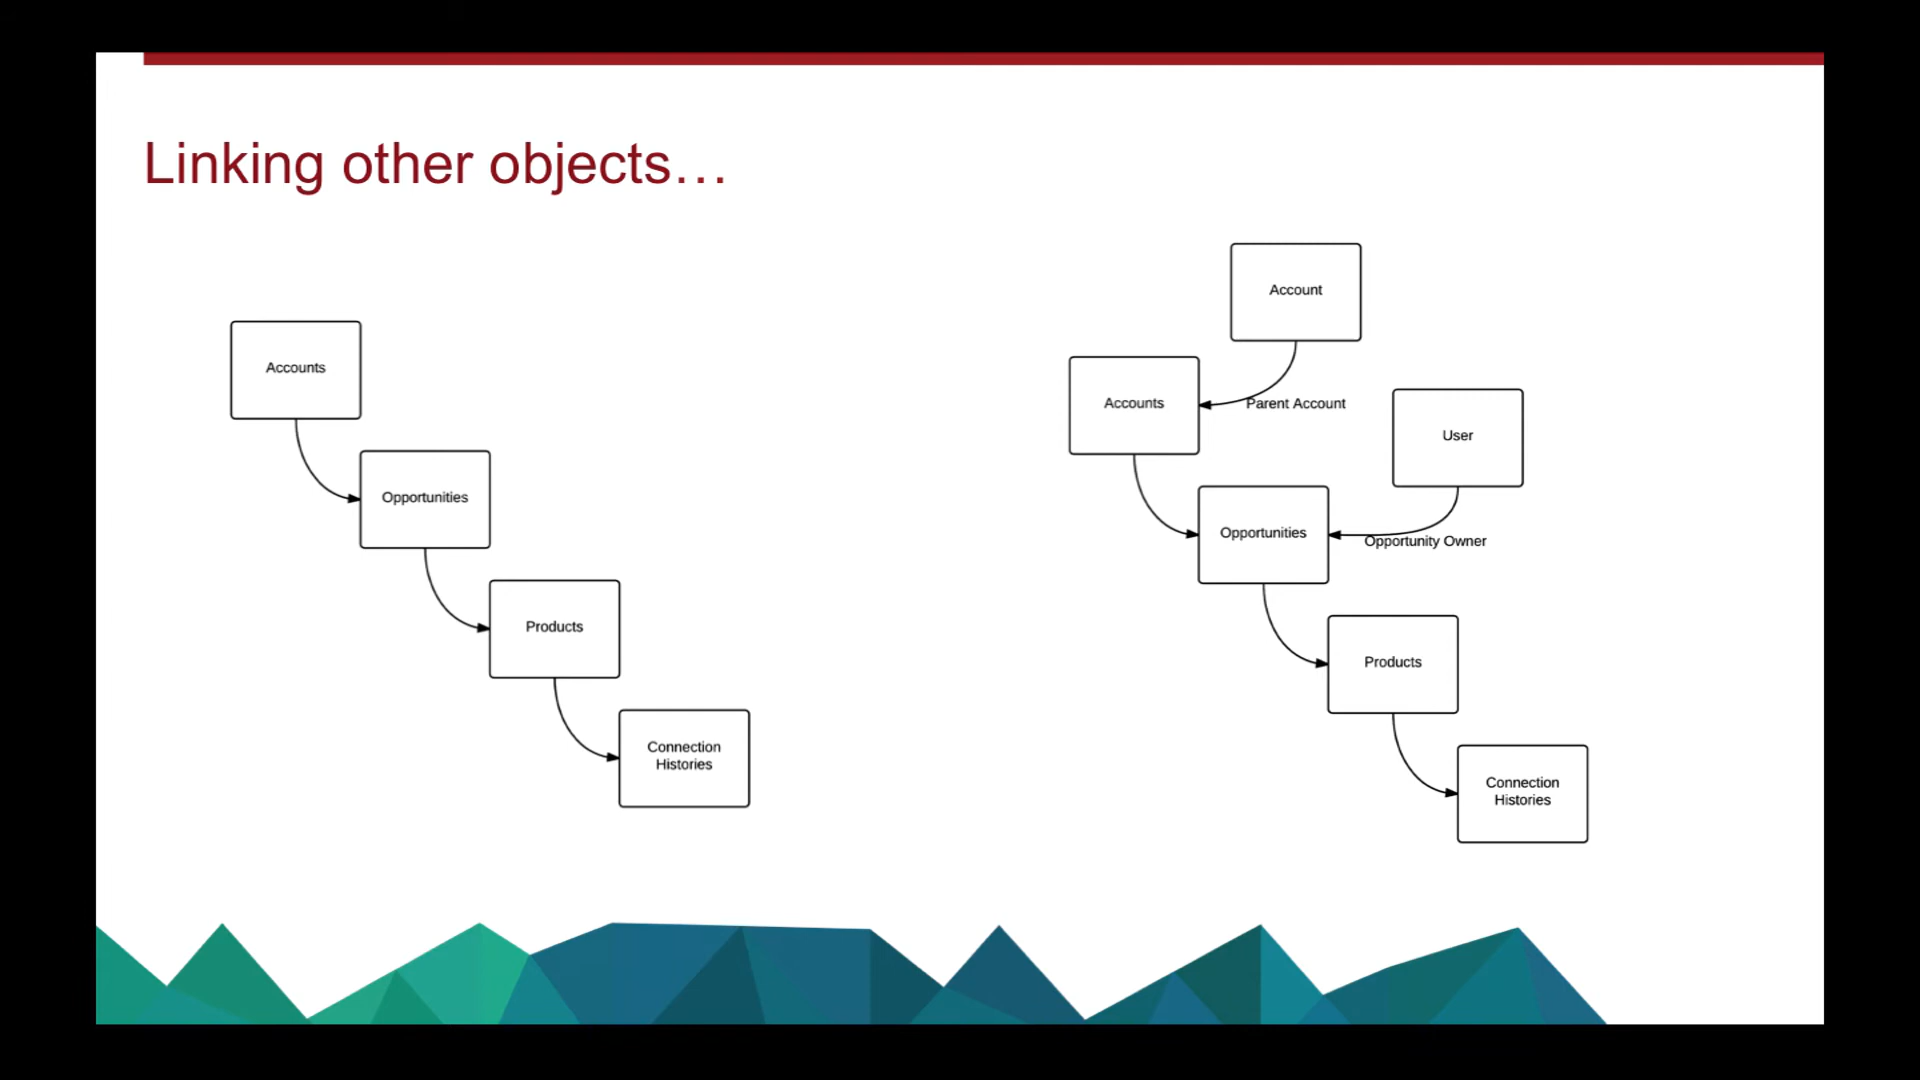 Linking other objects…
Accounts
Opportunities
Products
Connection
Histories
Account
Accounts
Parent Account
User
Opportunities
Opportunity Owner
Products
Connection
Histories